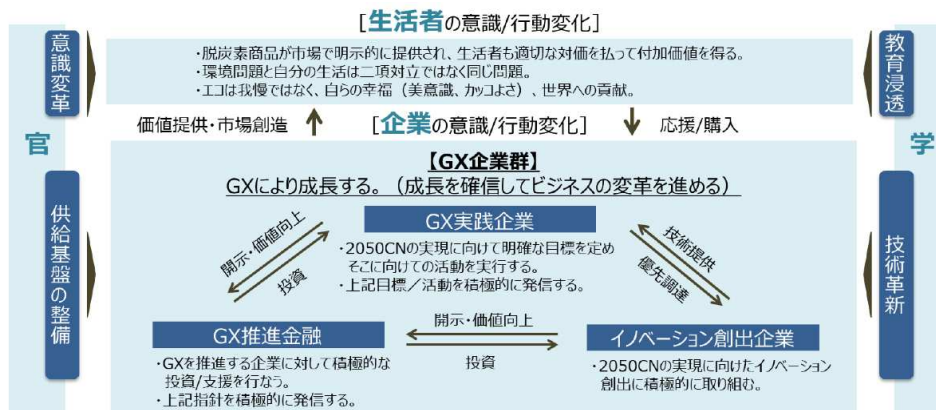 [生活者の意識/行動変化]
意識変革
・脱炭素商品が市場で明示的に提供され、生活者も適切な対価を払って付加価値を得る。
・環境問題と自分の生活は二項対立ではなく同じ問題。
・エコは我慢ではなく、自らの幸福（美意識、カッコよさ）、世界への貢献。
教育浸透
価値提供・市場創造
[企業の意識/行動変化]
応援/購入
官
学
【GX企業群】
GXにより成長する。（成長を確信してビジネスの変革を進める）
供給基盤の整備
技術革新
GX実践企業
・2050CNの実現に向けて明確な目標を定め
そこに向けての活動を実行する。
・上記目標／活動を積極的に発信する。
開示・価値向上
投資
技術提供
優先調達
GX推進金融
・GXを推進する企業に対して積極的な
投資/支援を行なう。
・上記指針を積極的に発信する。
開示・価値向上
投資
イノベーション創出企業
・2050CNの実現に向けたイノベーション
創出に積極的に取り組む。